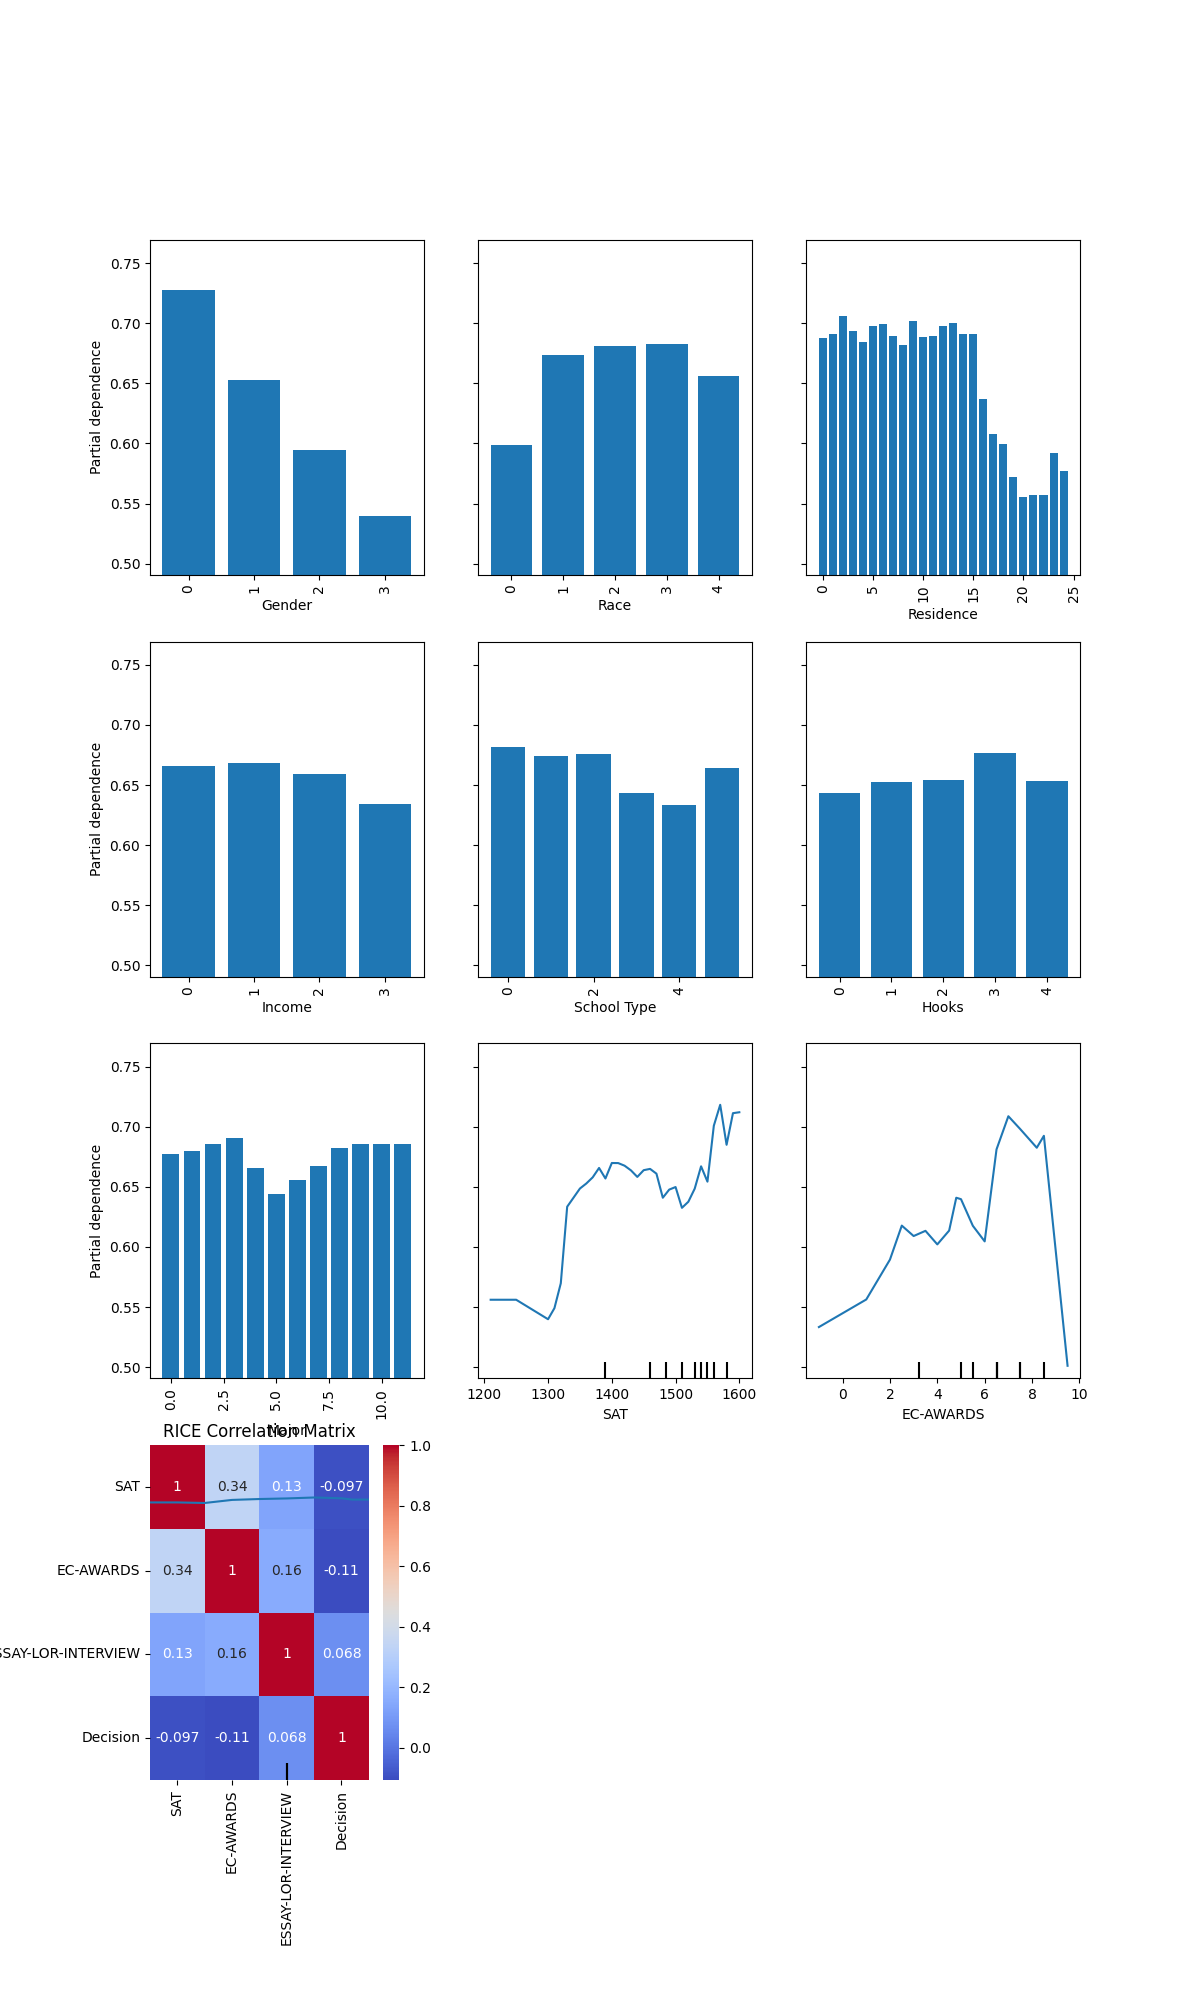 0.75
0.70
0.65
0.60
0.55
0.50
Partial dependence
0 1 2 3
Gender
0 1 2 3 4
Race
0 5 10 15 20 25
Residence
0.75
0.70
0.65
0.60
0.55
0.50
Partial dependence
0 1 2 3
Income
0 2 4
School Type
0 1 2 3 4
Hooks
0.75
0.70
0.65
0.60
0.55
0.50
Partial dependence
0.0 2.5 5.0 7.5 10.0
Major
1200 1300 1400 1500 1600
SAT
0 2 4 6 8 10
EC-AWARDS
RICE Correlation Matrix
SAT 1 0.34 0.13 -0.097
EC-AWARDS 0.34 1 0.16 -0.11
SSAY-LOR-INTERVIEW 0.13 0.16 1 0.068
Decision -0.097 -0.11 0.068 1
SAT EC-AWARDS ESSAY-LOR-INTERVIEW Decision
1.0
0.8
0.6
0.4
0.2
0.0